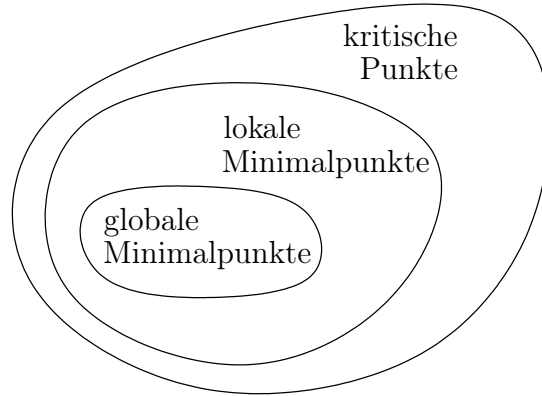 kritische
Punkte
lokale
Minimalpunkte
globale
Minimalpunkte